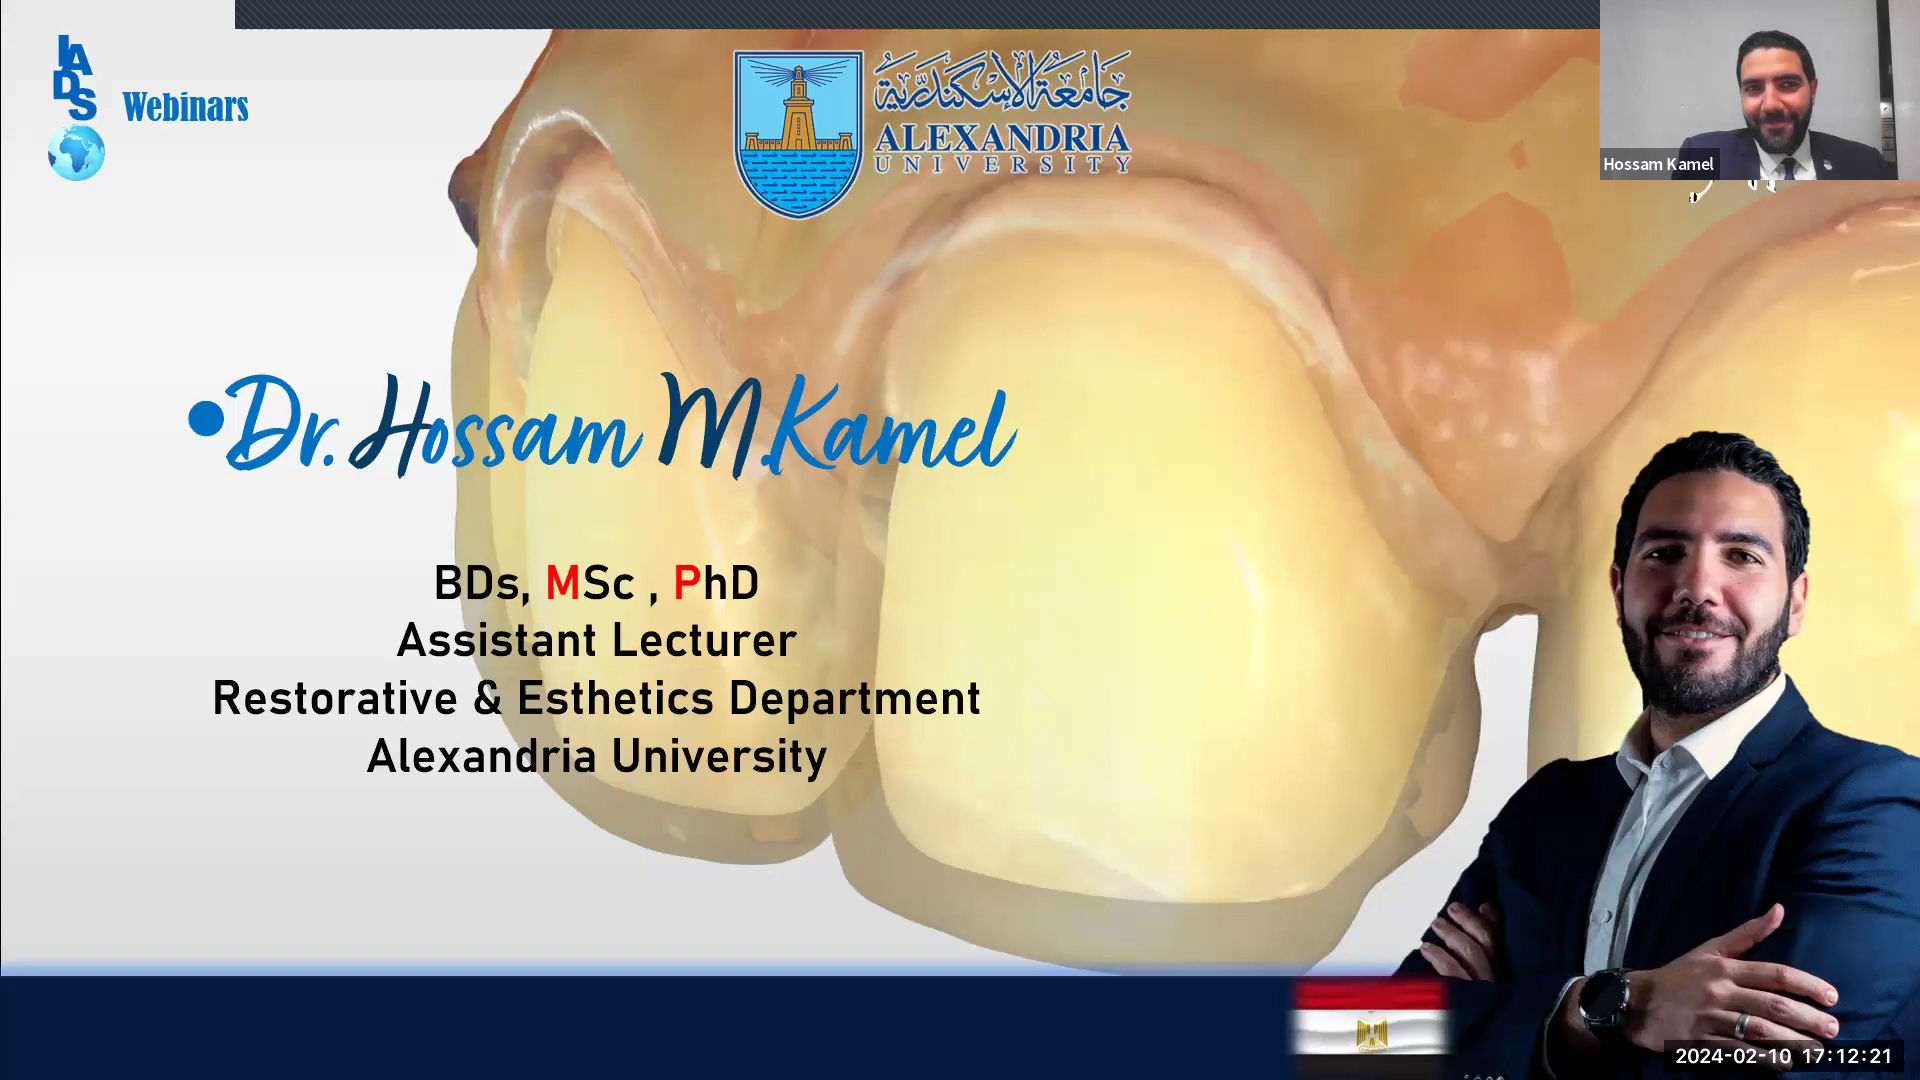 IADS
Webinars
جامعة الإسكندرية
ALEXANDRIA
UNIVERSITY
Hossam Kamel
•Dr. Hossam M.Kamel
BDs, MSc , PhD
Assistant Lecturer
Restorative & Esthetics Department
Alexandria University
2024-02-10 17:12:21